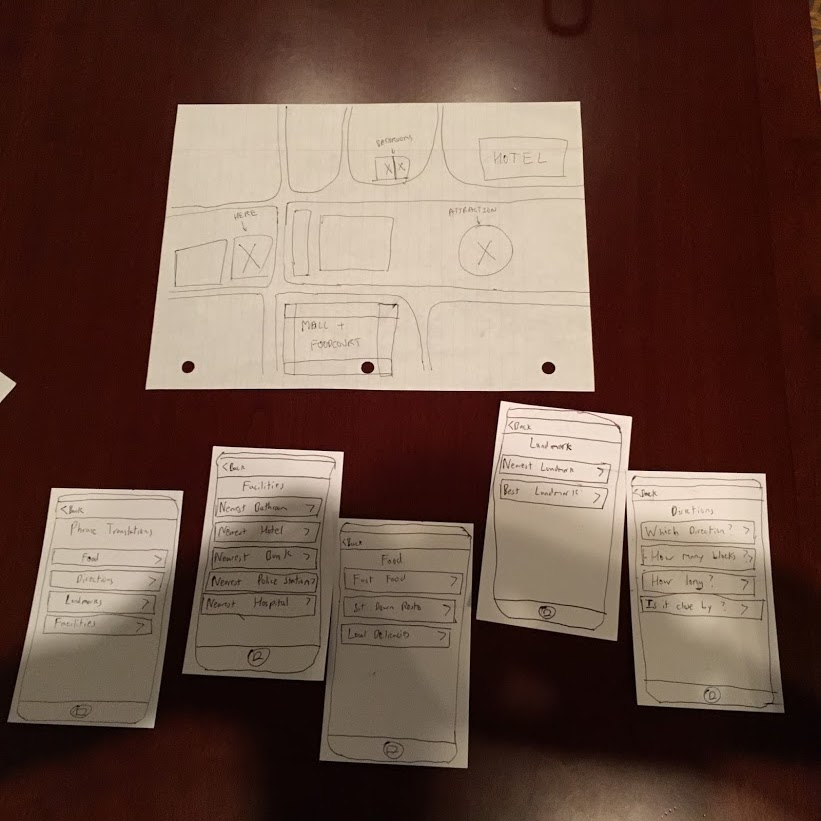 BATHROOMS
HOTEL
HERE
X
X X
ATTRACTION
X
MALL +
FOODCOURT
< Back
Phrase Translations
Food >
Directions >
Landmarks >
Facilities >
< Back
Facilities
Nearest Bathroom >
Nearest Hotel >
Nearest Bank >
Nearest Police Station >
Nearest Hospital >
< Back
Food
Fast Food >
Sit Down Resto >
Local Delicacies >
< Back
Landmark
Nearest Landmark >
Best Landmark >
< Back
Directions
Which Direction? >
How many blocks? >
How long? >
Is it close by? >